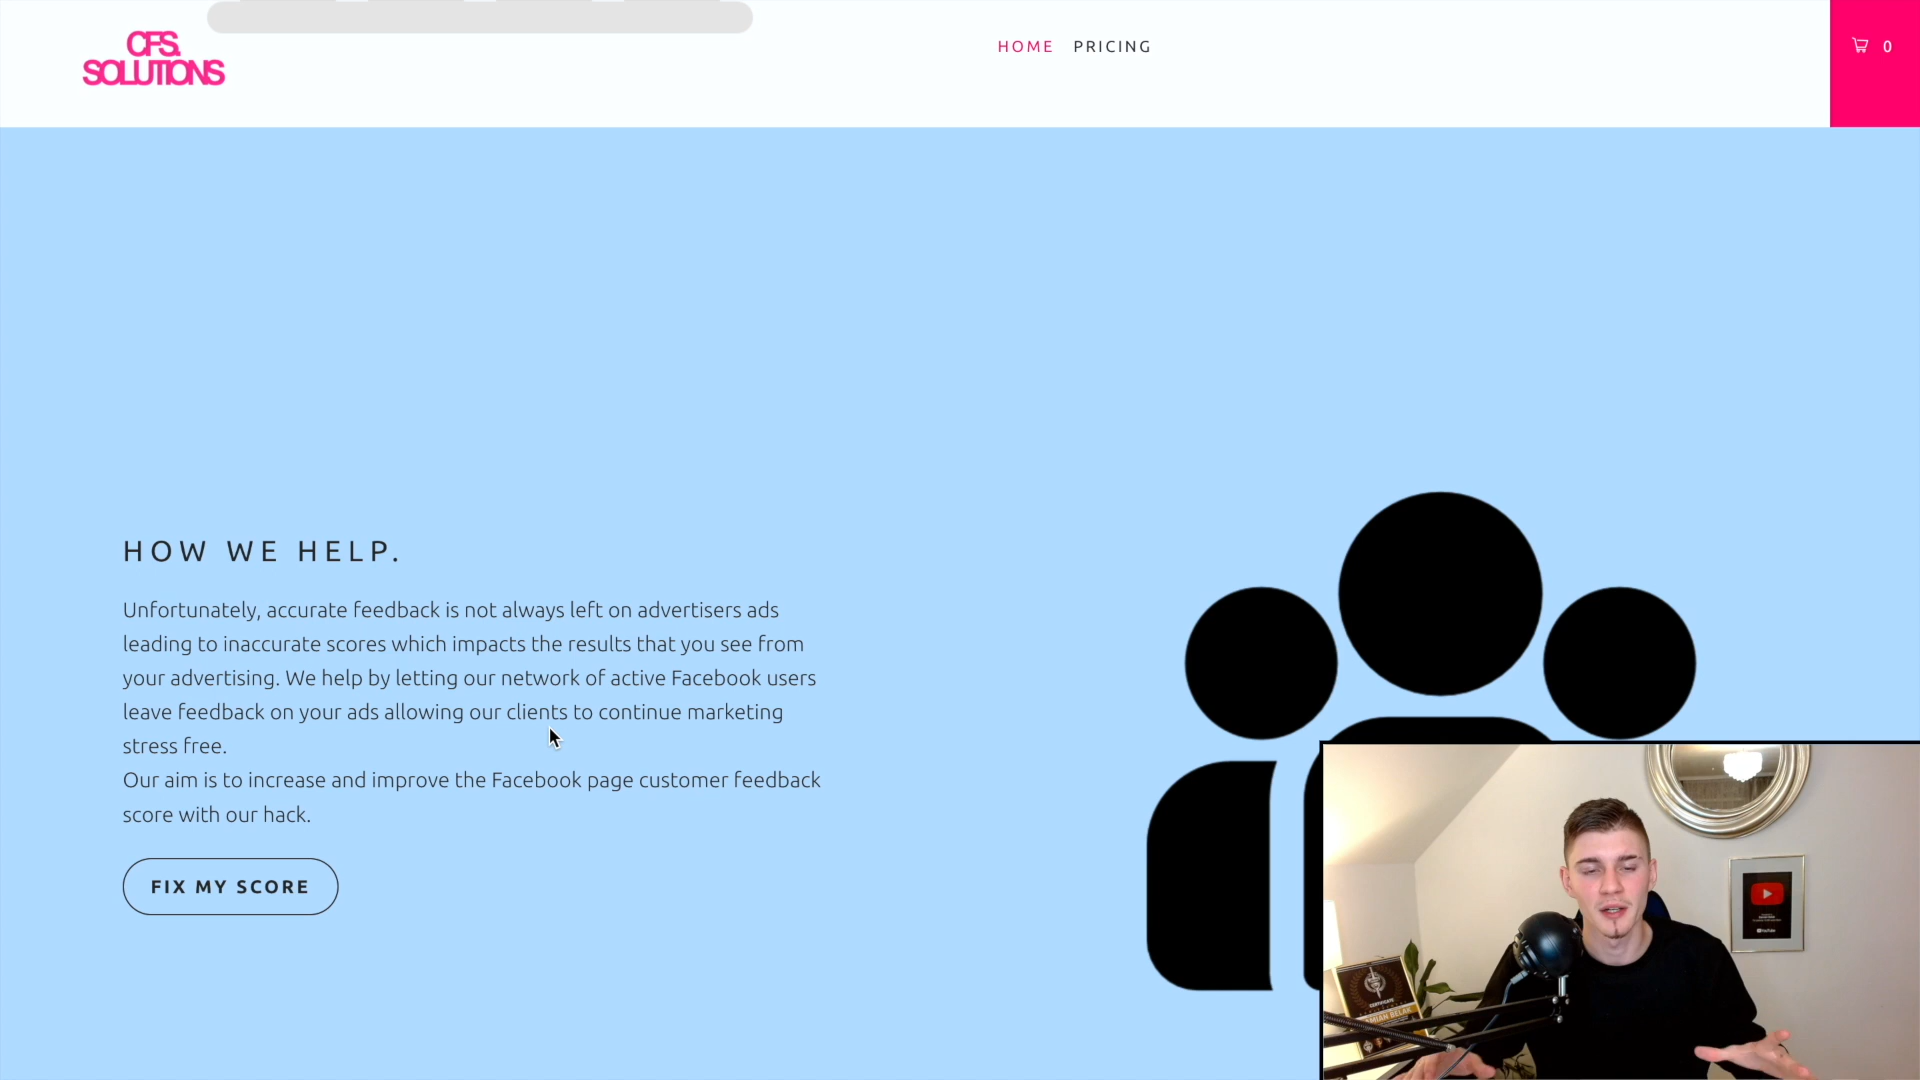 CFS.
SOLUTIONS
HOME PRICING
0
HOW WE HELP.
Unfortunately, accurate feedback is not always left on advertisers ads
leading to inaccurate scores which impacts the results that you see from
your advertising. We help by letting our network of active Facebook users
leave feedback on your ads allowing our clients to continue marketing
stress free.
Our aim is to increase and improve the Facebook page customer feedback
score with our hack.
FIX MY SCORE
CERTIFICATE